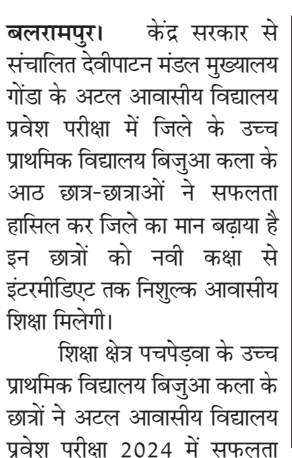 बलरामपुर। केंद्र सरकार से
संचालित देवीपाटन मंडल मुख्यालय
गोंडा के अटल आवासीय विद्यालय
प्रवेश परीक्षा में जिले के उच्च
प्राथमिक विद्यालय बिजुआ कला के
आठ छात्र-छात्राओं ने सफलता
हासिल कर जिले का मान बढ़ाया है
इन छात्रों को नवी कक्षा से
इंटरमीडिएट तक निशुल्क आवासीय
शिक्षा मिलेगी।
शिक्षा क्षेत्र पचपेड़वा के उच्च
प्राथमिक विद्यालय बिजुआ कला के
छात्रों ने अटल आवासीय विद्यालय
प्रवेश परीक्षा 2024 में सफलता